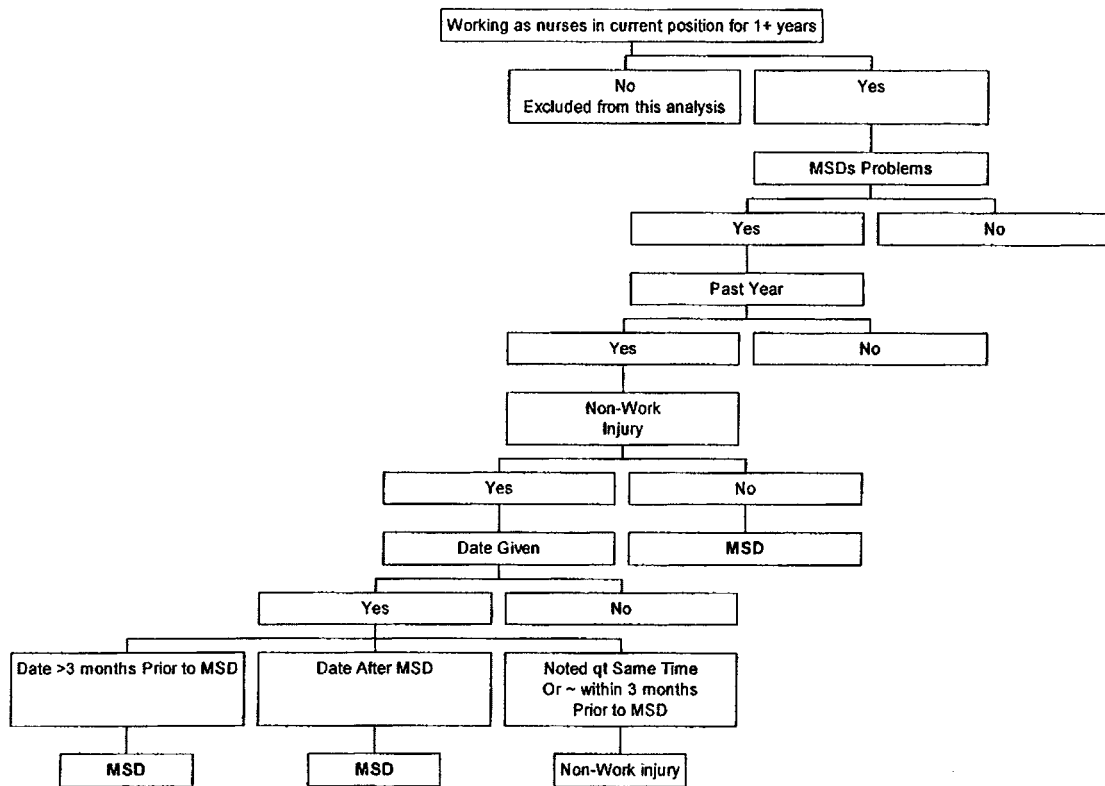 Working as nurses in current position for 1+ years
No
Excluded from this analysis
Yes
MSDs Problems
Yes
No
Past Year
Yes
No
Non-Work
Injury
Yes
No
Date Given
MSD
Yes
No
Date >3 months Prior to MSD
Date After MSD
Noted qt Same Time
Or ~ within 3 months
Prior to MSD
MSD
MSD
Non-Work injury